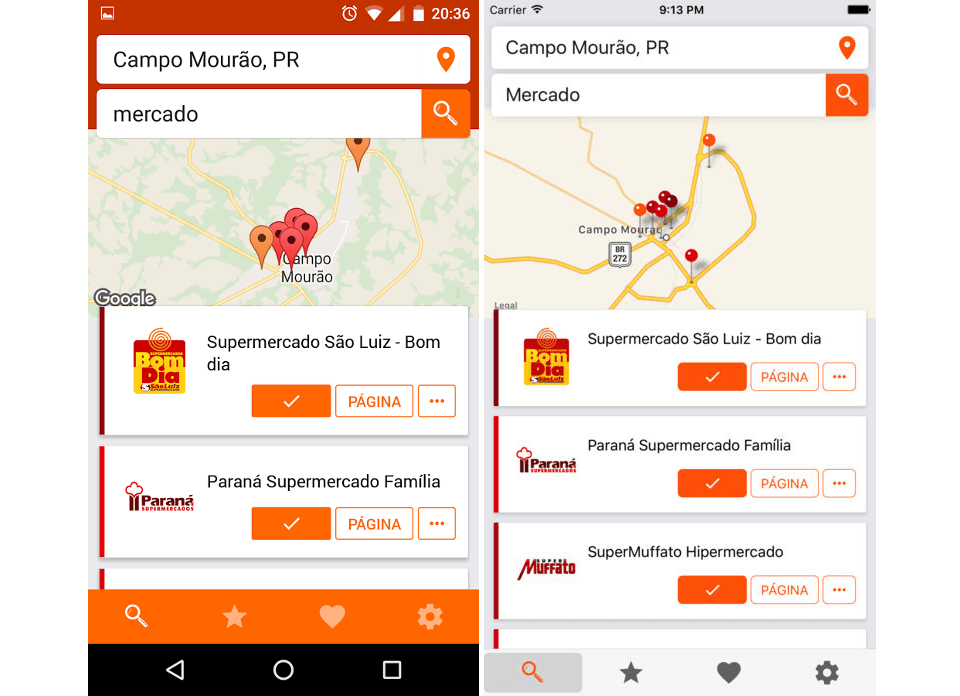 20:36
Campo Mourão, PR
mercado
Campo
Mourão
Google
SUPERMERCADOS
Bom
Dia
São Luiz
Supermercado São Luiz - Bom
dia
PÁGINA
Paraná
SUPERMERCADOS
Paraná Supermercado Família
PÁGINA
Carrier
9:13 PM
Campo Mourão, PR
Mercado
Campo Mourão
BR
272
Legal
Bom
Dia
São Luiz
Supermercado São Luiz - Bom dia
PÁGINA
Paraná
SUPERMERCADOS
Paraná Supermercado Família
PÁGINA
SUPER
Muffato
SuperMuffato Hipermercado
PÁGINA